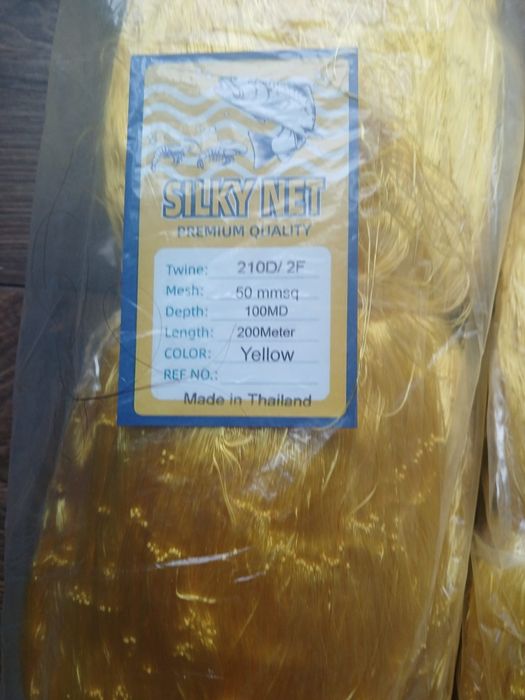 SILKY NET
PREMIUM QUALITY
Twine: 210D/ 2F
Mesh: 50 mmsq
Depth: 100MD
Length: 200Meter
COLOR: Yellow
REF NO.:
Made in Thailand